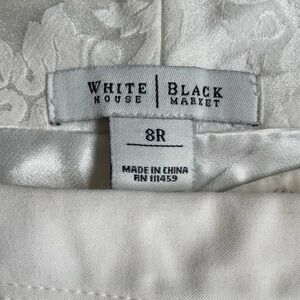 WHITE | BLACK
HOUSE | MARKET
8R
MADE IN CHINA
RN 111459